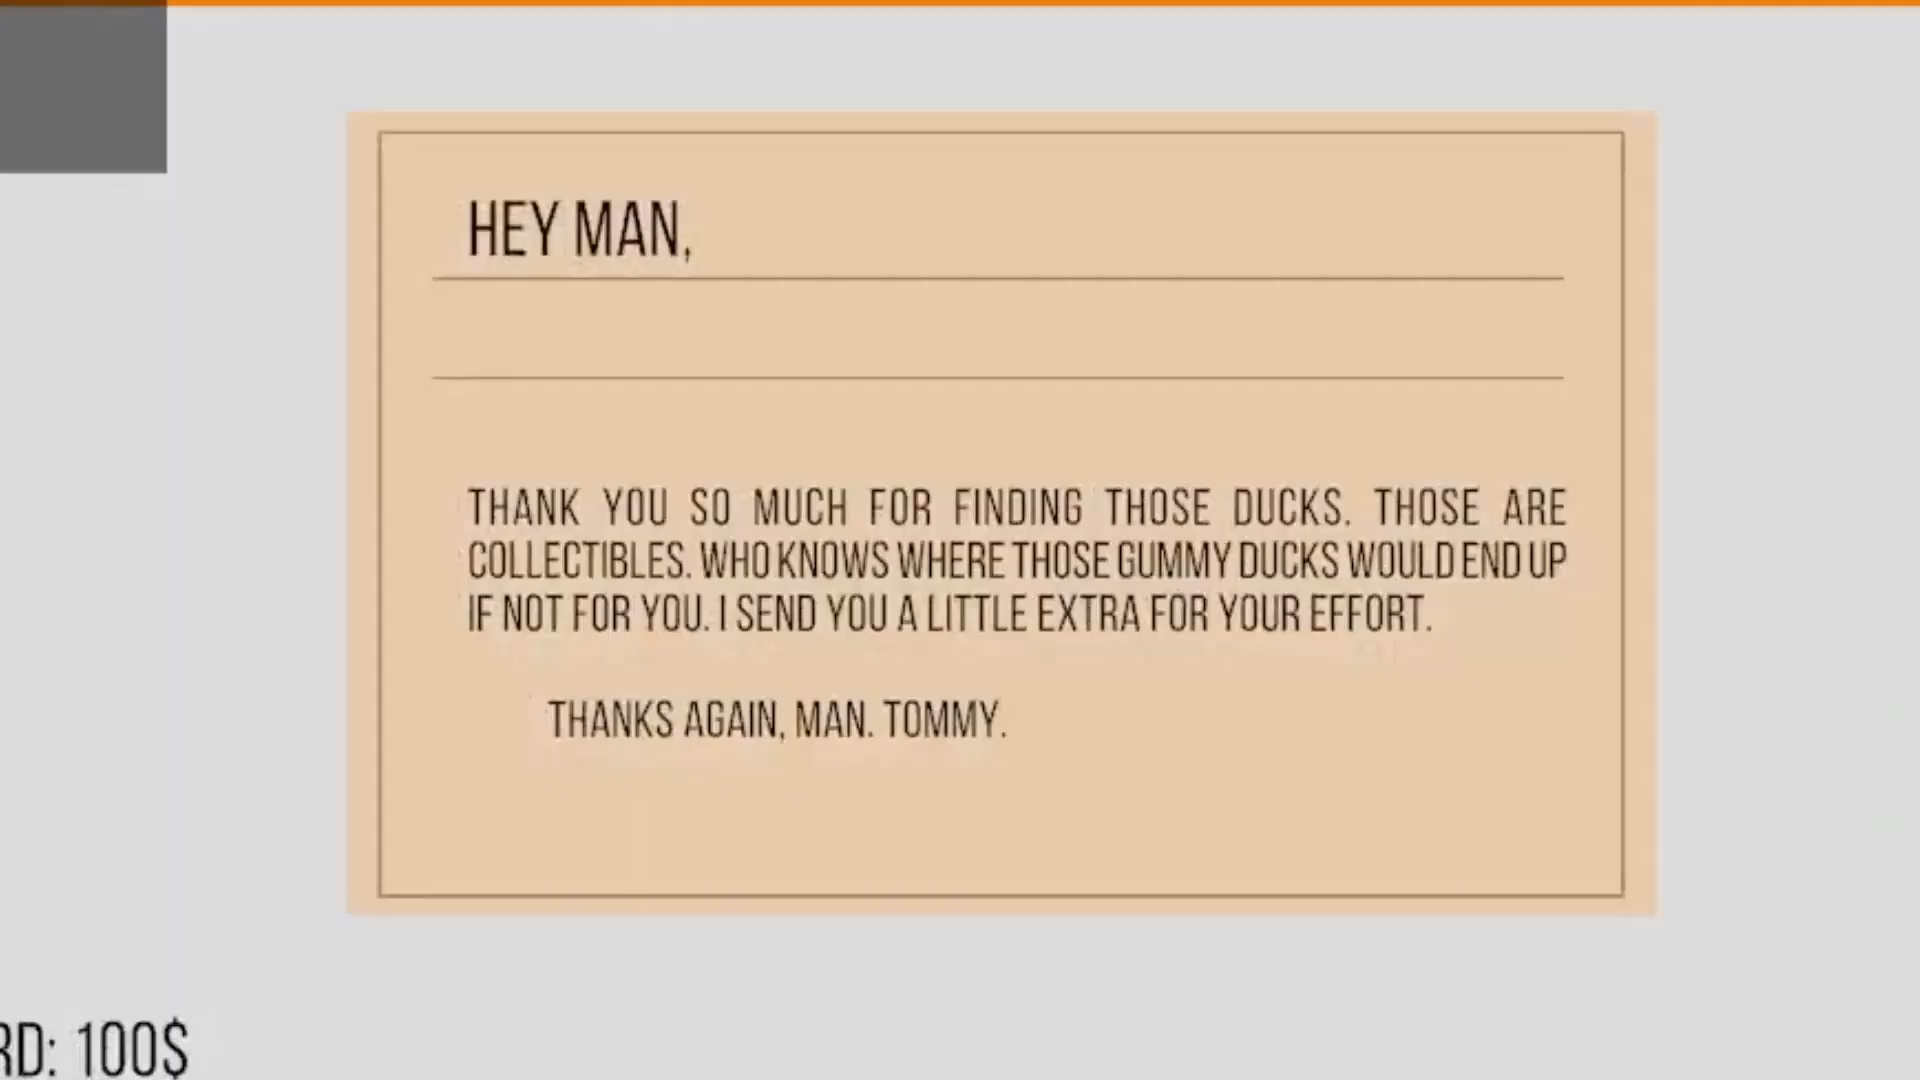 HEY MAN,
THANK YOU SO MUCH FOR FINDING THOSE DUCKS. THOSE ARE
COLLECTIBLES. WHO KNOWS WHERE THOSE GUMMY DUCKS WOULD END UP
IF NOT FOR YOU. I SEND YOU A LITTLE EXTRA FOR YOUR EFFORT.
THANKS AGAIN, MAN. TOMMY.
RD: 100$